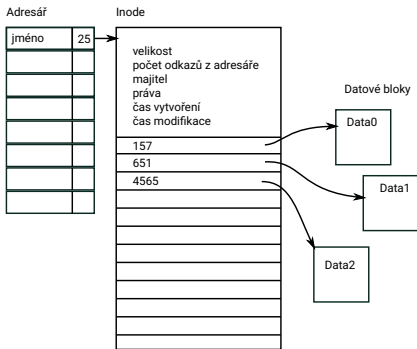 Adresář
Inode
jméno 25
velikost
počet odkazů z adresáře
majitel
práva
čas vytvoření
čas modifikace
Datové bloky
157
651
4565
Data0
Data1
Data2